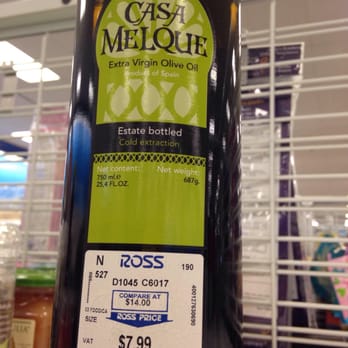 CASA
MELQUE
Extra Virgin Olive Oil
Product of Spain
Estate bottled
Cold extraction
Net content: Net weight:
750 ml e 687g.
25,4 FL.OZ.
N ROSS 190
527
D1045 C6017
COMPARE AT
$14.00
ROSS PRICE
SIZE
VAT $7.99
400127630690